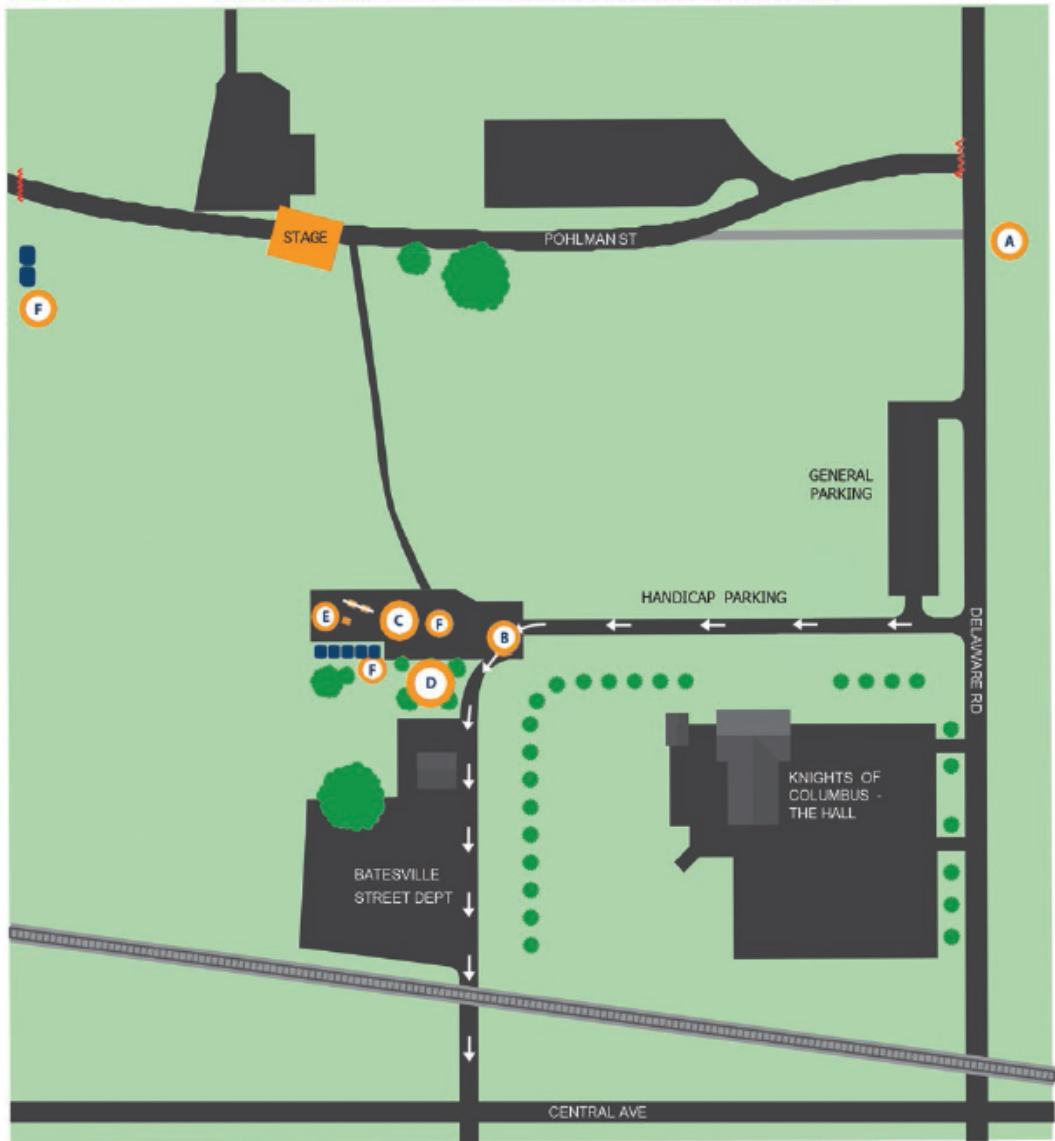 STAGE
POHLMAN ST
A
F
GENERAL
PARKING
HANDICAP PARKING
E
C
F
B
F
D
DELAWARE RD
KNIGHTS OF
COLUMBUS -
THE HALL
BATESVILLE
STREET DEPT
CENTRAL AVE